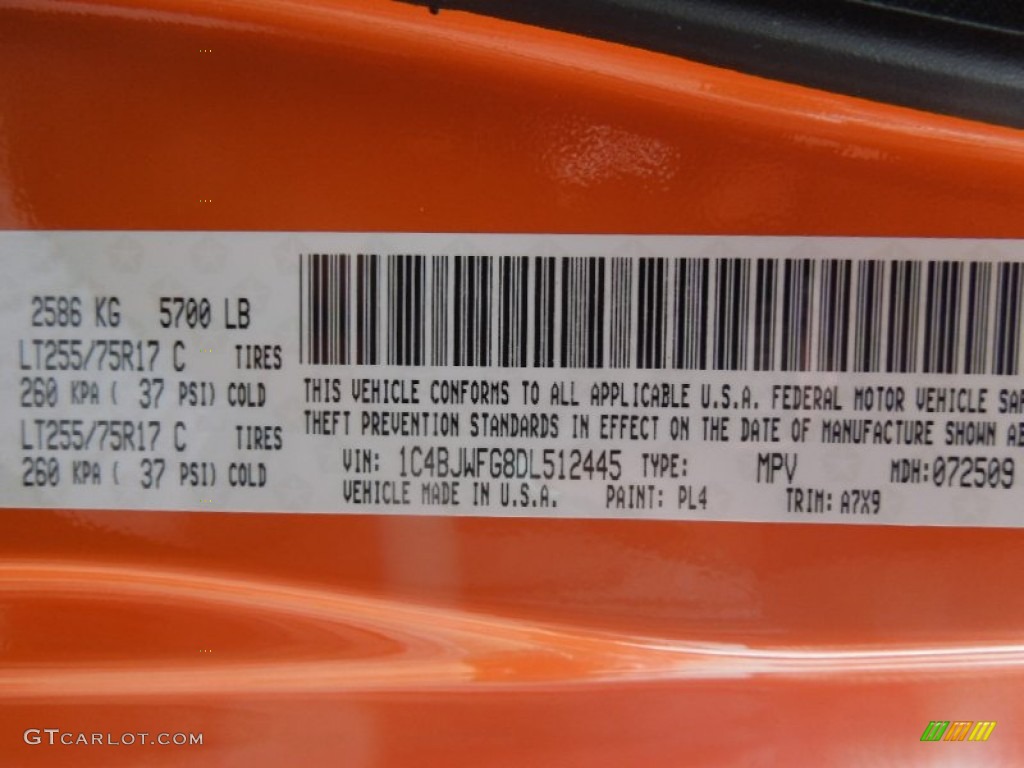 2586 KG 5700 LB
LT255/75R17 C TIRES
260 KPA ( 37 PSI) COLD
LT255/75R17 C TIRES
260 KPA ( 37 PSI) COLD
THIS VEHICLE CONFORMS TO ALL APPLICABLE U.S.A. FEDERAL MOTOR VEHICLE SAF
THEFT PREVENTION STANDARDS IN EFFECT ON THE DATE OF MANUFACTURE SHOWN AB
VIN: 1C4BJWFG8DL512445 TYPE: MPV MDH:072509
VEHICLE MADE IN U.S.A. PAINT: PL4 TRIM: A7X9
GTCARLOT.COM